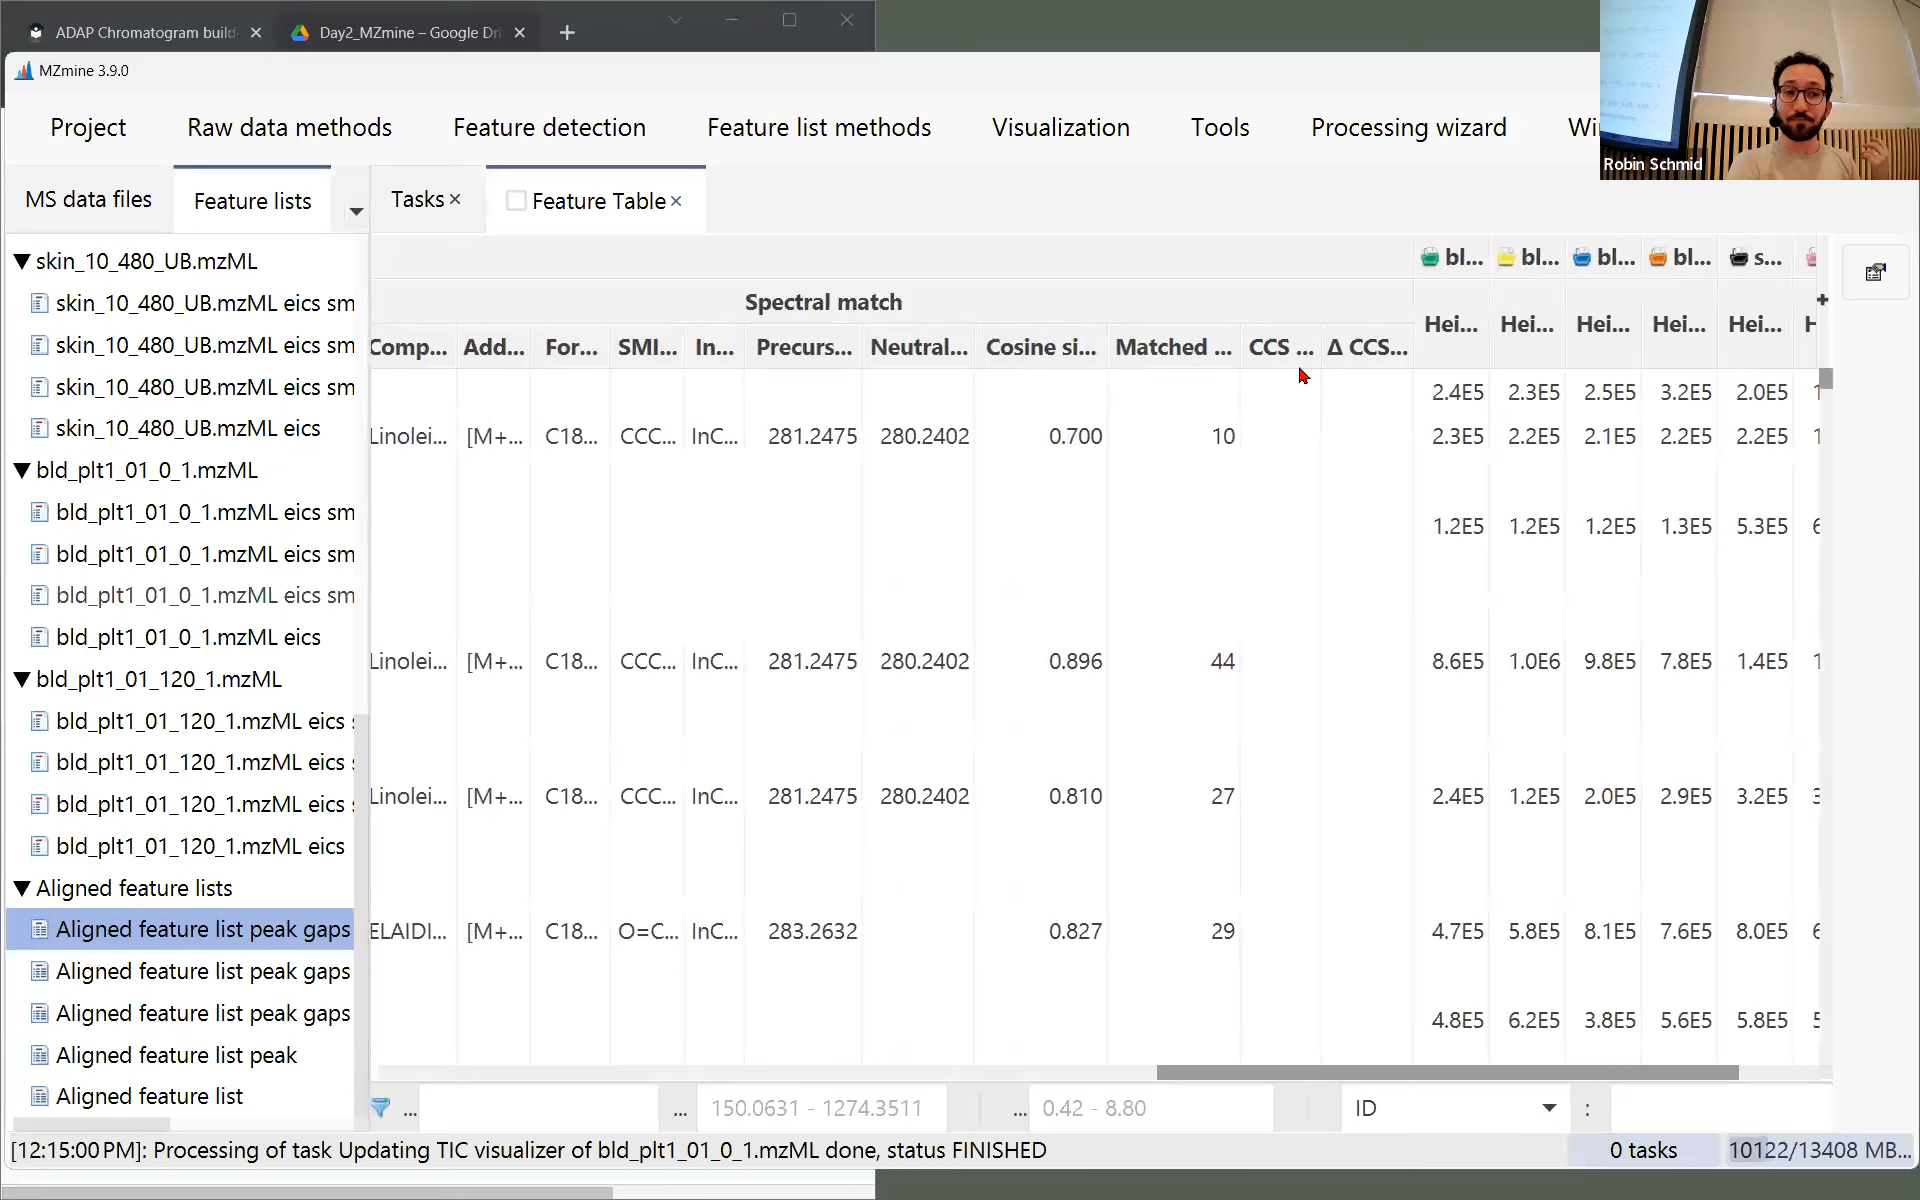 ADAP Chromatogram build
Day2_MZmine – Google Dri
MZmine 3.9.0
Project Raw data methods Feature detection Feature list methods Visualization Tools Processing wizard Wi
Robin Schmid
MS data files Feature lists
Tasks Feature Table
skin_10_480_UB.mzML
skin_10_480_UB.mzML eics sm
skin_10_480_UB.mzML eics sm
skin_10_480_UB.mzML eics sm
skin_10_480_UB.mzML eics
bld_plt1_01_0_1.mzML
bld_plt1_01_0_1.mzML eics sm
bld_plt1_01_0_1.mzML eics sm
bld_plt1_01_0_1.mzML eics sm
bld_plt1_01_0_1.mzML eics
bld_plt1_01_120_1.mzML
bld_plt1_01_120_1.mzML eics
bld_plt1_01_120_1.mzML eics
bld_plt1_01_120_1.mzML eics
bld_plt1_01_120_1.mzML eics
Aligned feature lists
Aligned feature list peak gaps
Aligned feature list peak gaps
Aligned feature list peak gaps
Aligned feature list peak
Aligned feature list
bl... bl... bl... bl... s...
Spectral match
Comp... Add... For... SMI... In... Precurs... Neutral... Cosine si... Matched ... CCS ... Δ CCS... Hei... Hei... Hei... Hei... Hei... H
2.4E5 2.3E5 2.5E5 3.2E5 2.0E5 1
Linolei... [M+... C18... CCC... InC... 281.2475 280.2402 0.700 10 2.3E5 2.2E5 2.1E5 2.2E5 2.2E5 1
1.2E5 1.2E5 1.2E5 1.3E5 5.3E5 6
Linolei... [M+... C18... CCC... InC... 281.2475 280.2402 0.896 44 8.6E5 1.0E6 9.8E5 7.8E5 1.4E5 1
Linolei... [M+... C18... CCC... InC... 281.2475 280.2402 0.810 27 2.4E5 1.2E5 2.0E5 2.9E5 3.2E5 3
ELAIDI... [M+... C18... O=C... InC... 283.2632 0.827 29 4.7E5 5.8E5 8.1E5 7.6E5 8.0E5 6
4.8E5 6.2E5 3.8E5 5.6E5 5.8E5 5
... ... 150.0631 - 1274.3511 ... 0.42 - 8.80 ID :
[12:15:00 PM]: Processing of task Updating TIC visualizer of bld_plt1_01_0_1.mzML done, status FINISHED 0 tasks 10122/13408 MB...